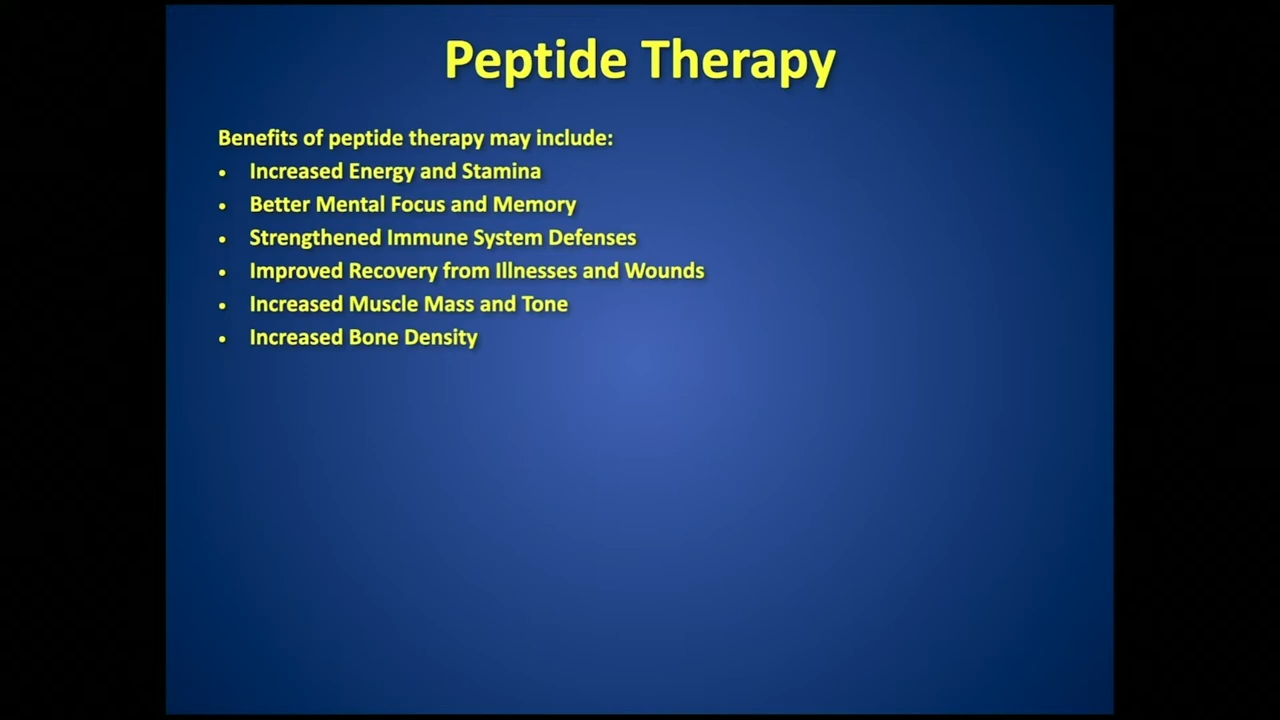 Peptide Therapy
Benefits of peptide therapy may include:
• Increased Energy and Stamina
• Better Mental Focus and Memory
• Strengthened Immune System Defenses
• Improved Recovery from Illnesses and Wounds
• Increased Muscle Mass and Tone
• Increased Bone Density